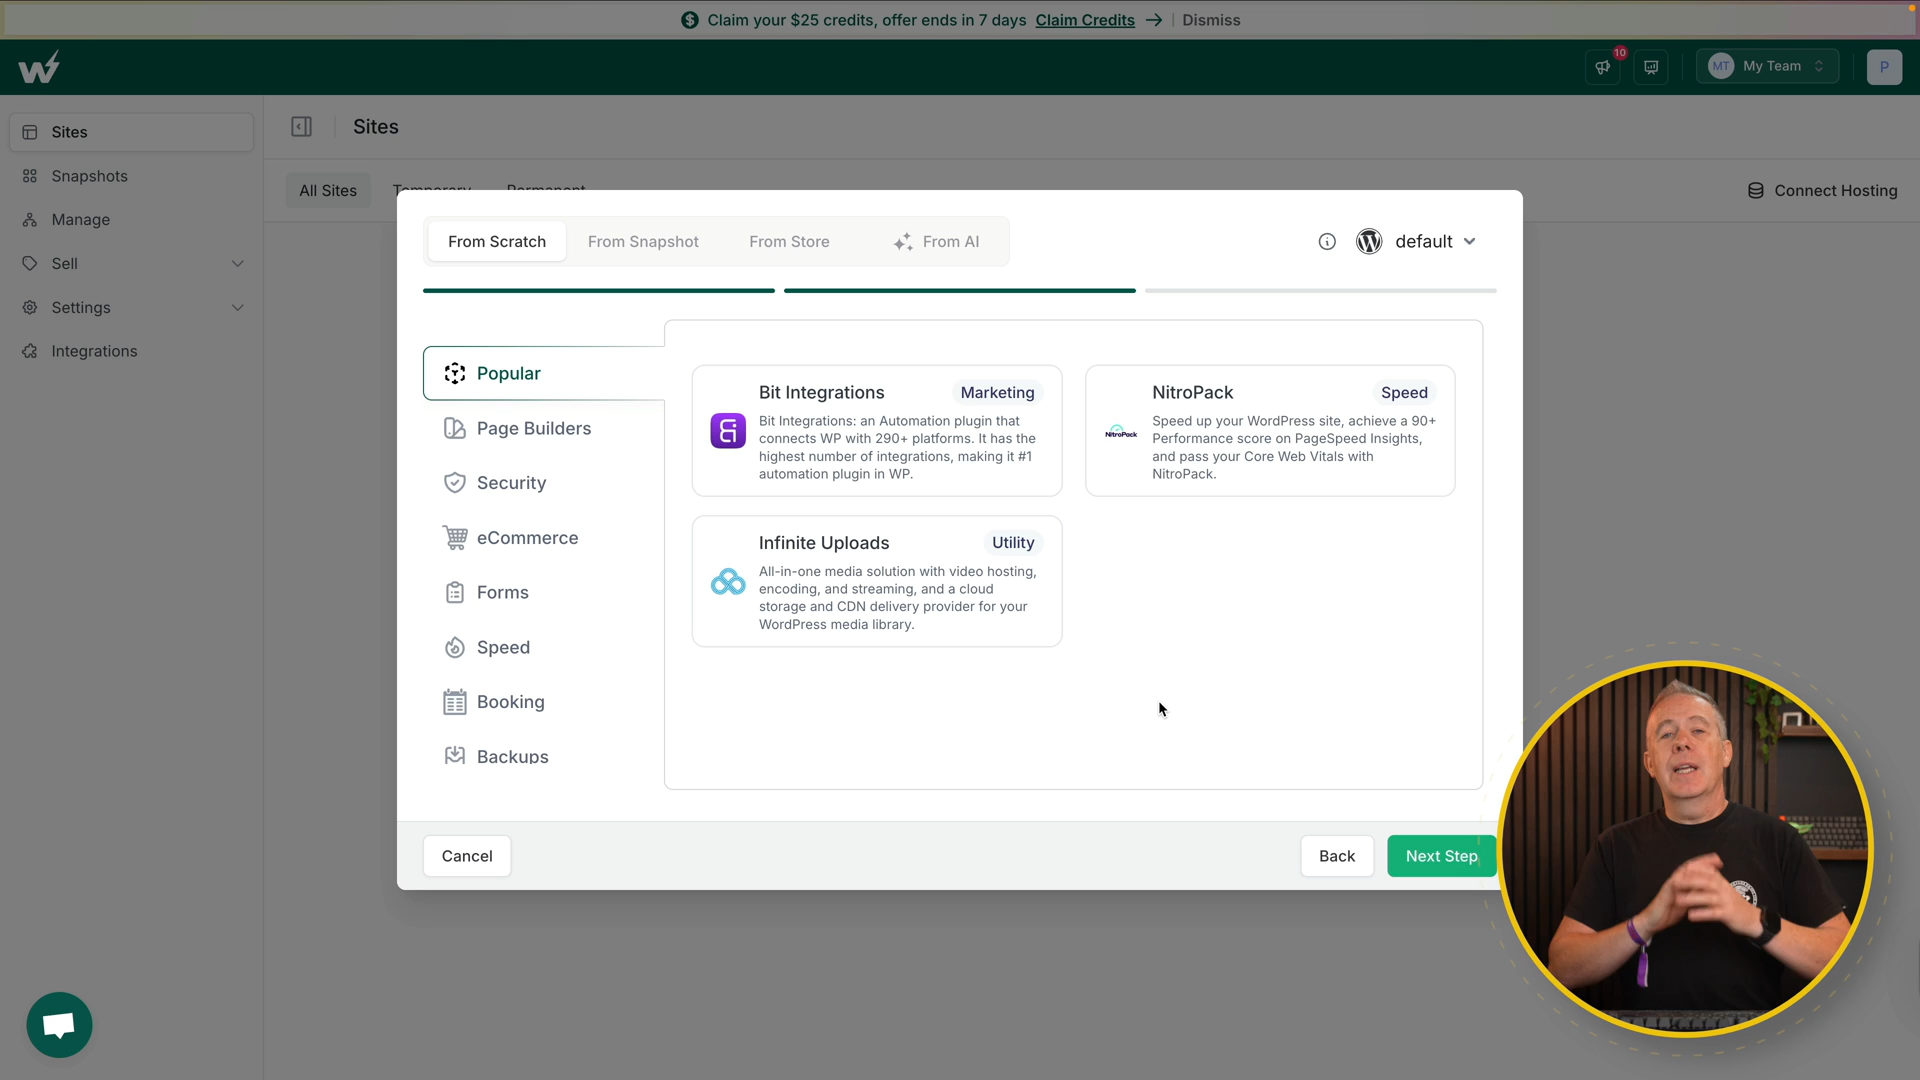 Claim your $25 credits, offer ends in 7 days Claim Credits → | Dismiss
10
MT My Team
P
Sites
Snapshots
Manage
Sell
Settings
Integrations
Sites
All Sites
Temporary
Permanent
Connect Hosting
From Scratch
From Snapshot
From Store
From AI
default
Popular
Page Builders
Security
eCommerce
Forms
Speed
Booking
Backups
Bit Integrations
Marketing
Bit Integrations: an Automation plugin that
connects WP with 290+ platforms. It has the
highest number of integrations, making it #1
automation plugin in WP.
NitroPack
Speed
NitroPack
Speed up your WordPress site, achieve a 90+
Performance score on PageSpeed Insights,
and pass your Core Web Vitals with
NitroPack.
Infinite Uploads
Utility
All-in-one media solution with video hosting,
encoding, and streaming, and a cloud
storage and CDN delivery provider for your
WordPress media library.
Cancel
Back
Next Step